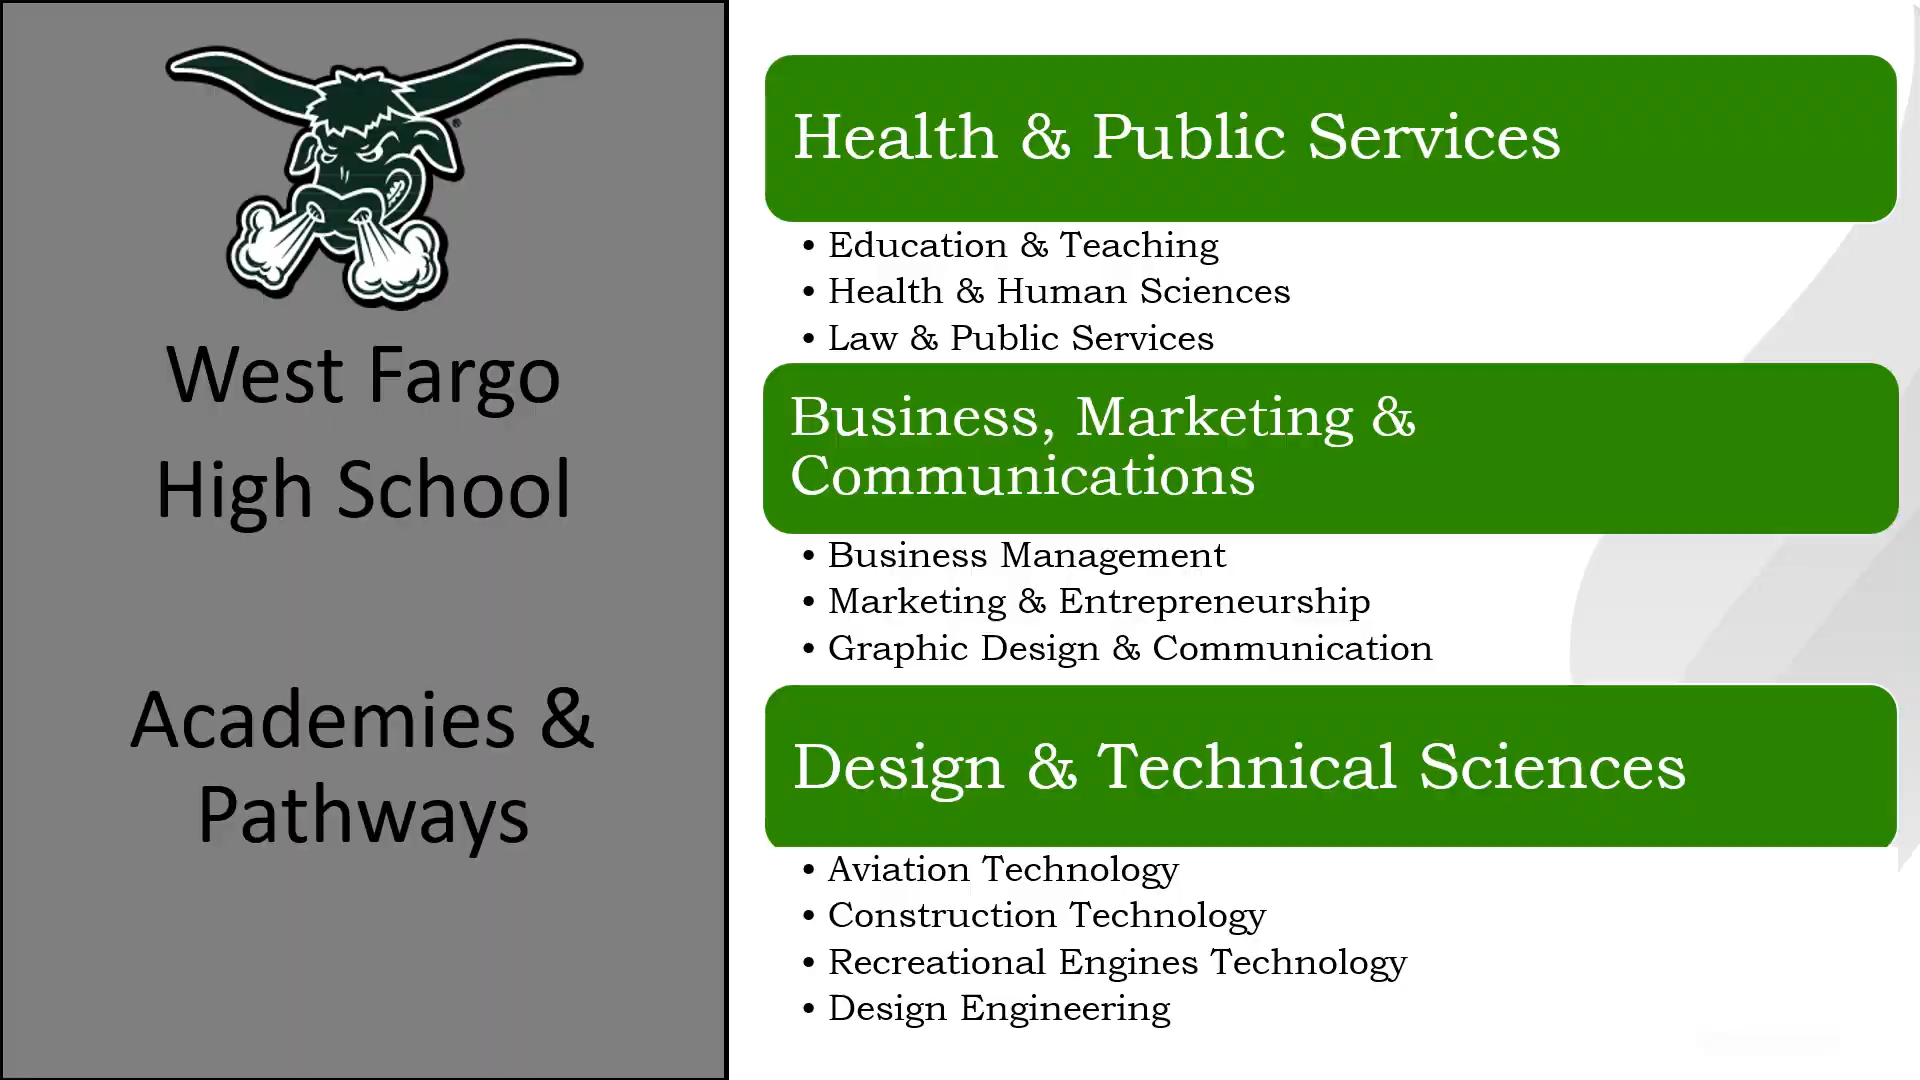 West Fargo
High School
Academies &
Pathways
Health & Public Services
• Education & Teaching
• Health & Human Sciences
• Law & Public Services
Business, Marketing &
Communications
• Business Management
• Marketing & Entrepreneurship
• Graphic Design & Communication
Design & Technical Sciences
• Aviation Technology
• Construction Technology
• Recreational Engines Technology
• Design Engineering